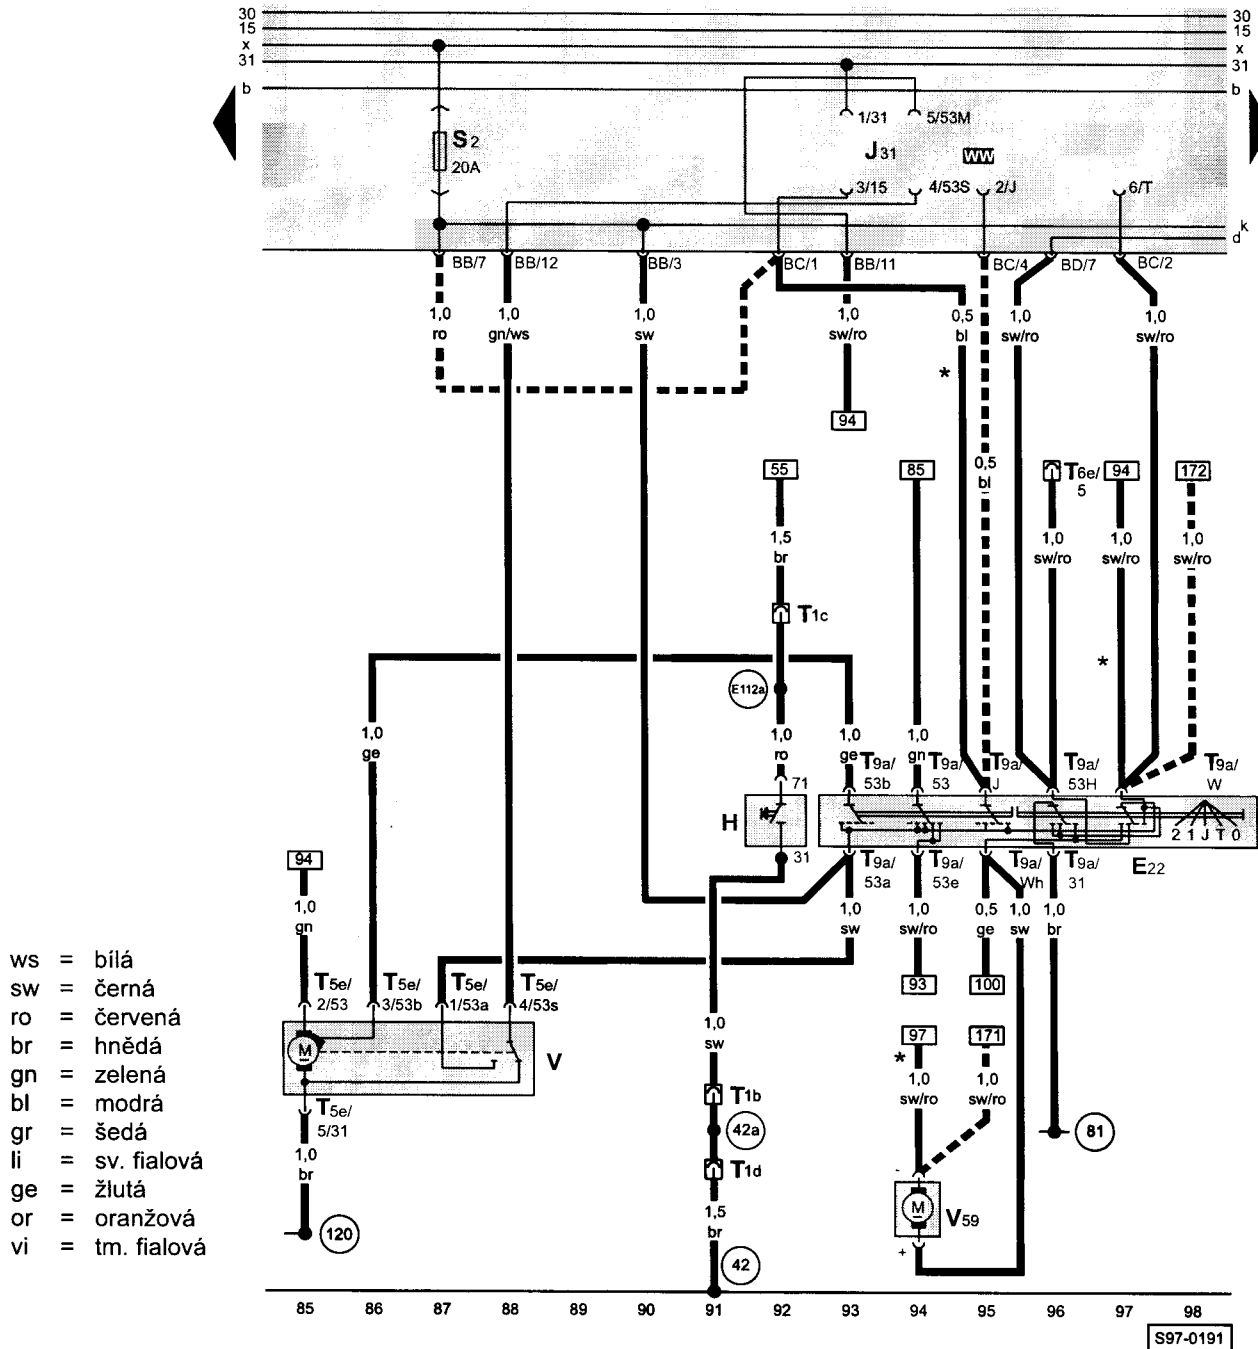 30 30
15 15
x x
31 31
b b
1/31 5/53M
S2 J31 WW
20A
3/15 4/53S 2/J 6/T
k
d
BB/7 BB/12 BB/3 BC/1 BB/11 BC/4 BD/7 BC/2
1,0 1,0 1,0 1,0 0,5 1,0 1,0
ro gn/ws sw sw/ro bl sw/ro sw/ro
*
94
55 85 0,5 T6e/ 94 172
bl 5
1,5 1,0 1,0 1,0
br sw/ro sw/ro sw/ro
T1c
*
E112a
1,0 1,0 1,0 1,0
ge ro ge gn
T9a/ T9a/ T9a/ T9a/ T9a/
53b 53 J 53H W
71
H
2 1 J T 0
31 E22
94 T9a/ T9a/ T9a/ T9a/
53a 53e Wh 31
1,0 1,0 1,0 0,5 1,0 1,0
gn sw sw/ro ge sw br
ws = bílá
sw = černá
ro = červená
br = hnědá
gn = zelená
bl = modrá
gr = šedá
li = sv. fialová
ge = žlutá
or = oranžová
vi = tm. fialová
T5e/ T5e/ T5e/ T5e/
2/53 3/53b 1/53a 4/53s
93 100
M V
1,0
sw
97 171
*
1,0 1,0
sw/ro sw/ro
T5e/
5/31
T1b
42a
81
T1d
1,0
br
- M V59
+
1,5
br
120
42
85 86 87 88 89 90 91 92 93 94 95 96 97 98
S97-0191